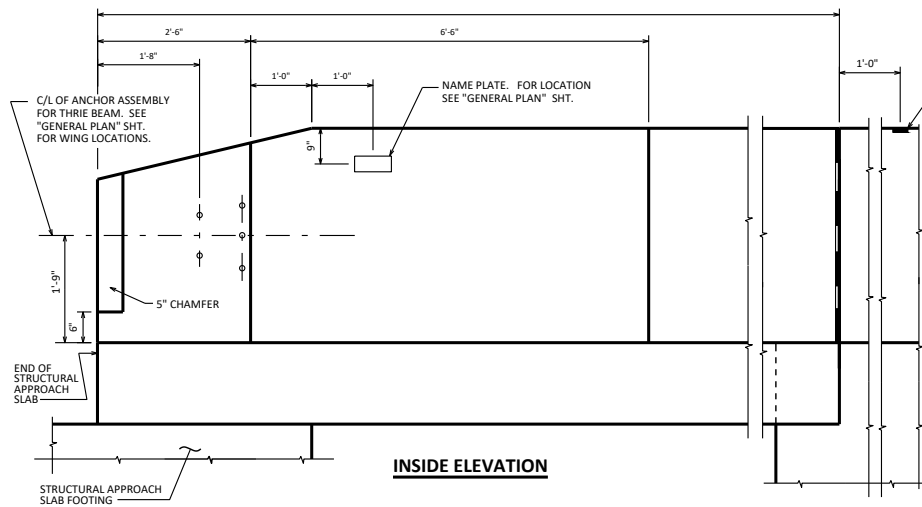 2'-6"
6'-6"
1'-8"
1'-0"
1'-0"
1'-0"
C/L OF ANCHOR ASSEMBLY
FOR THRIE BEAM. SEE
"GENERAL PLAN" SHT.
FOR WING LOCATIONS.
NAME PLATE. FOR LOCATION
SEE "GENERAL PLAN" SHT.
9"
1'-9"
5" CHAMFER
6"
END OF
STRUCTURAL
APPROACH
SLAB
INSIDE ELEVATION
STRUCTURAL APPROACH
SLAB FOOTING